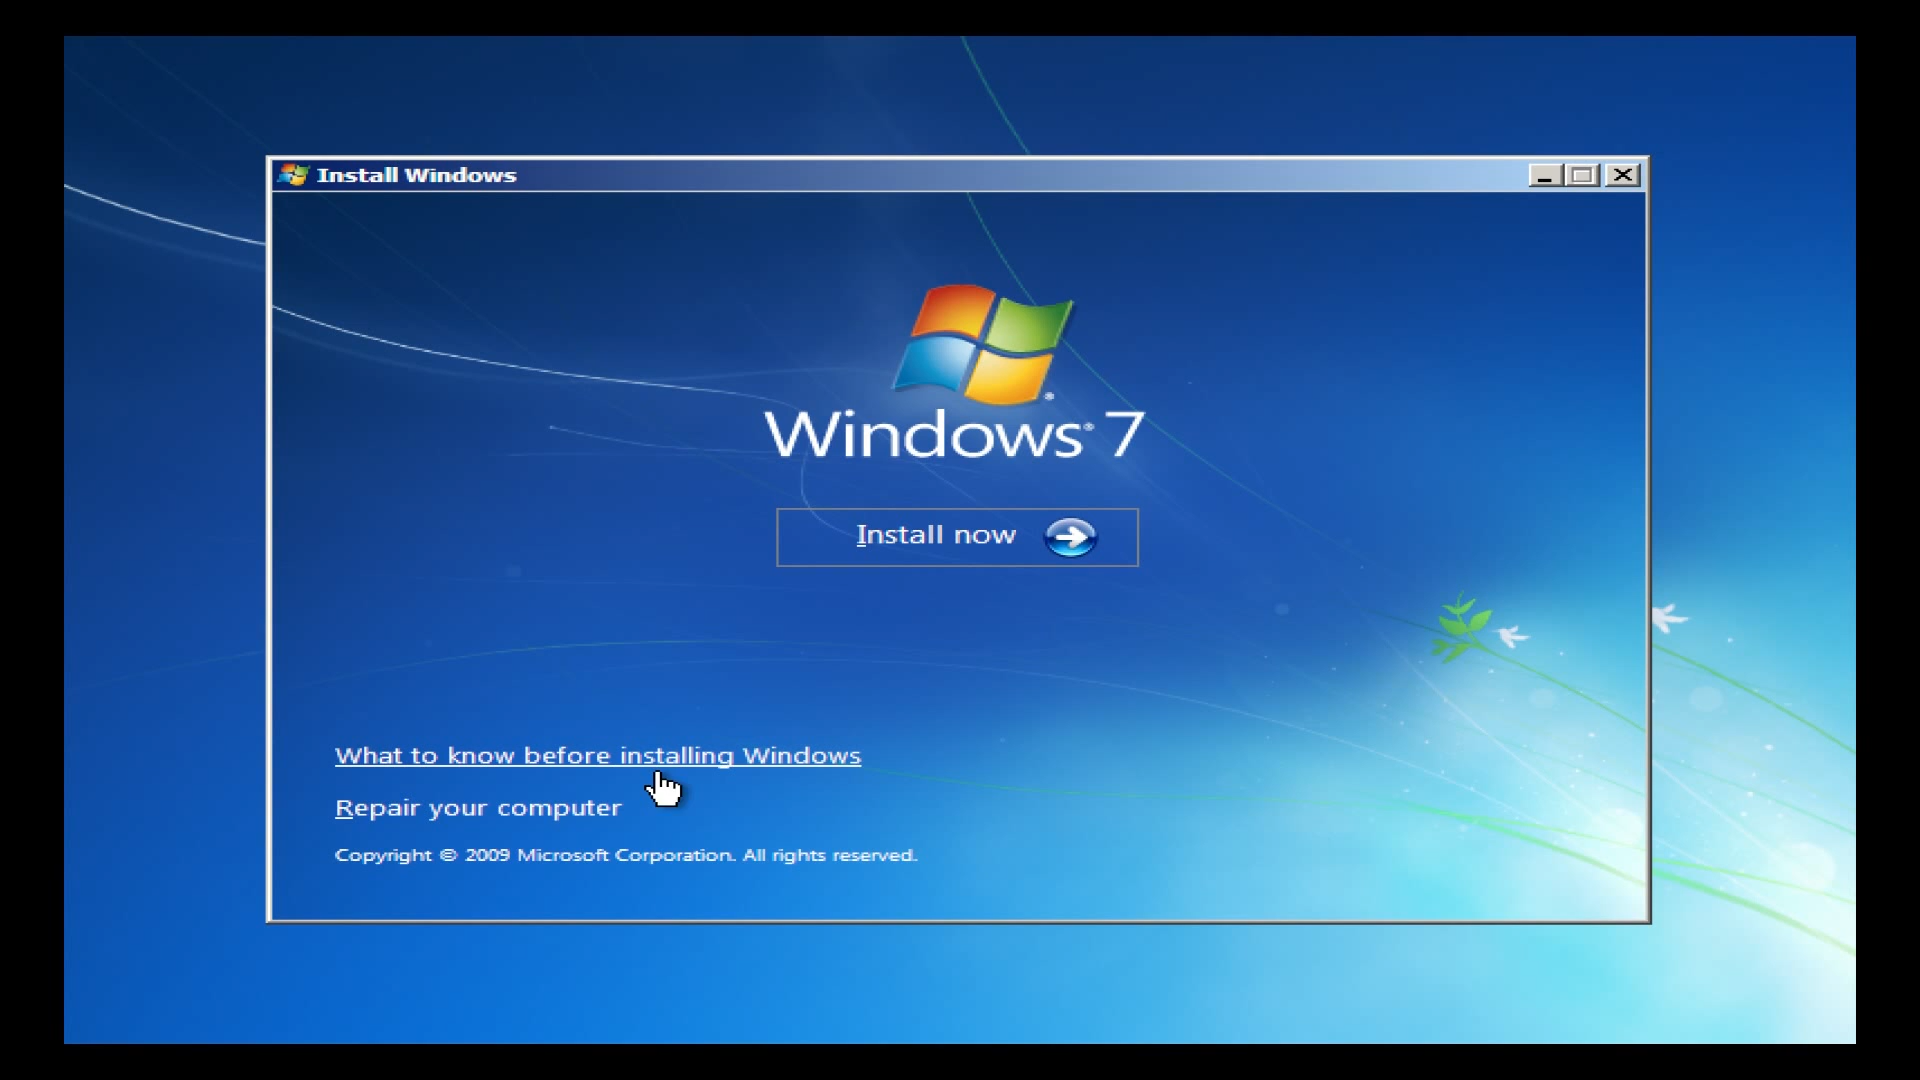 Install Windows
Windows® 7
Install now
What to know before installing Windows
Repair your computer
Copyright © 2009 Microsoft Corporation. All rights reserved.